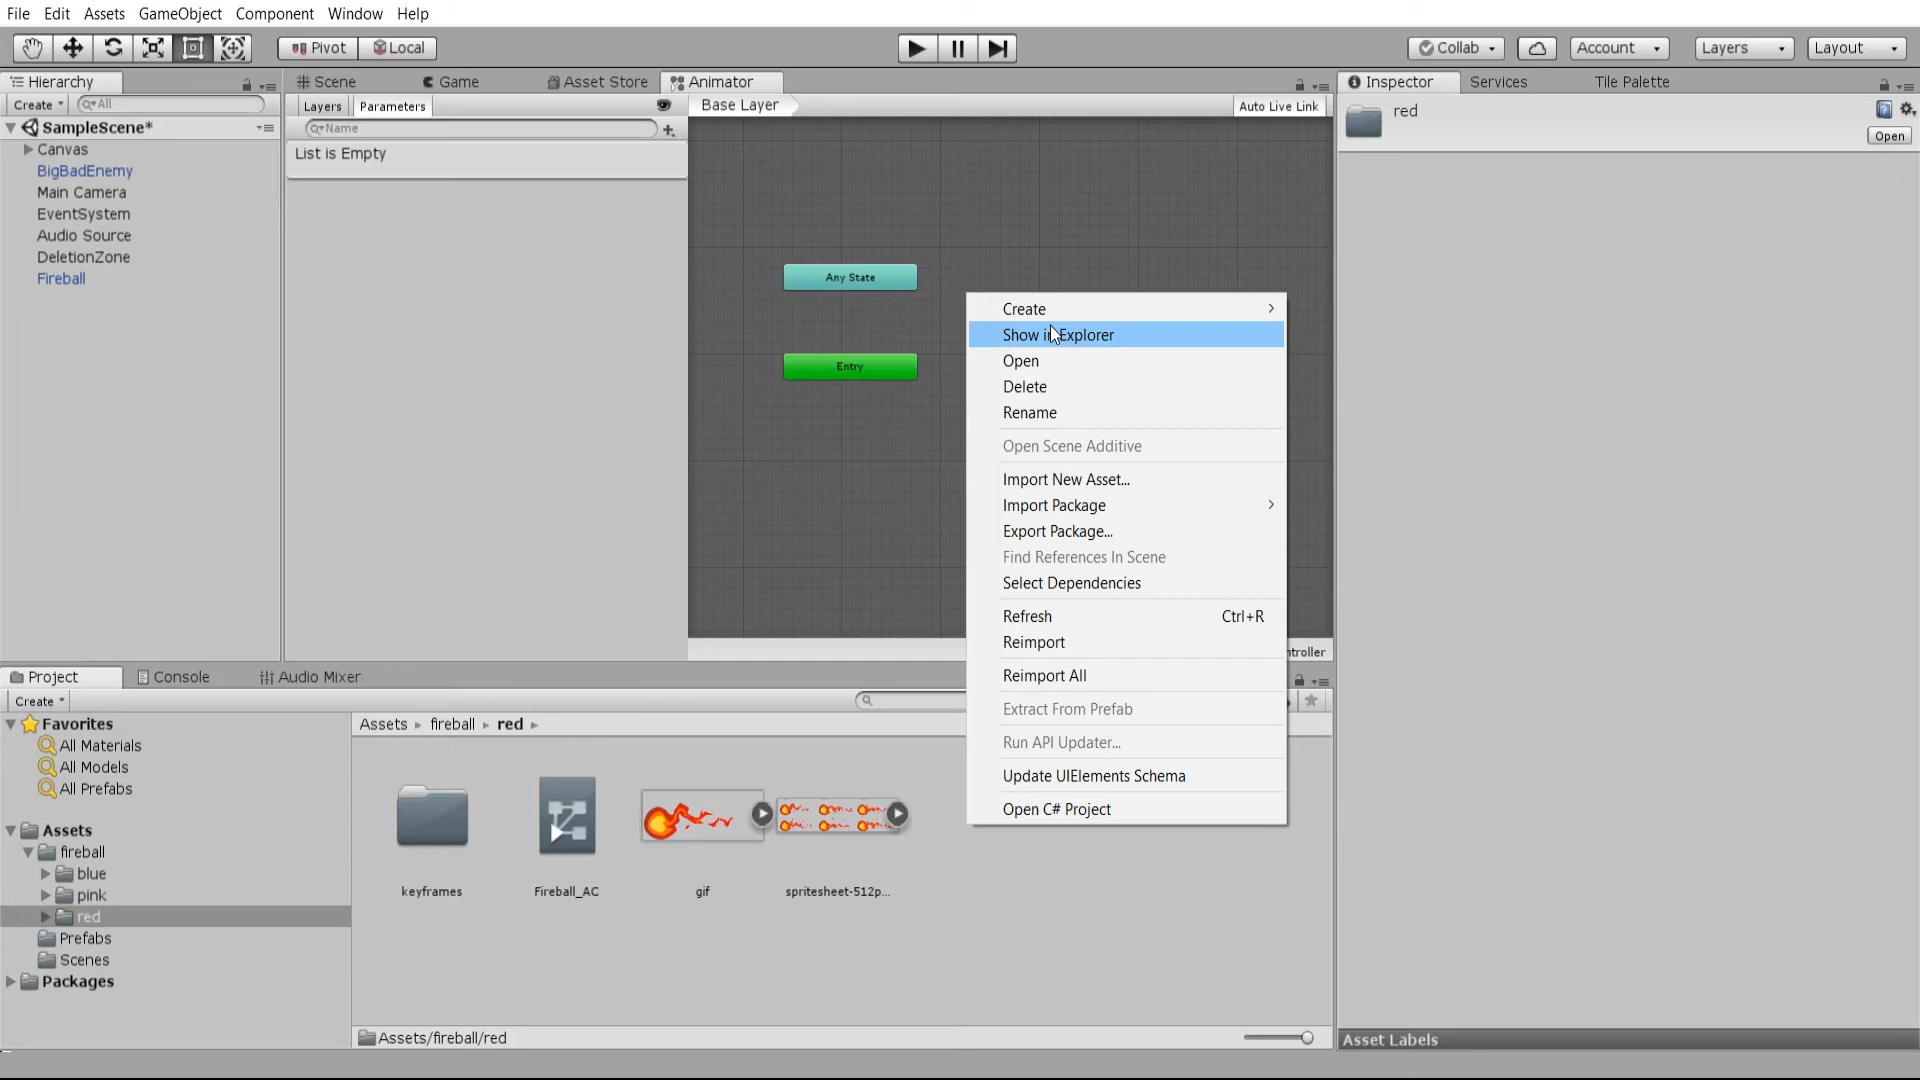 File Edit Assets GameObject Component Window Help
Pivot Local Collab Account Layers Layout
Hierarchy Scene Game Asset Store Animator Inspector Services Tile Palette
Create All Layers Parameters Base Layer Auto Live Link red
Name
Open
SampleScene*
Canvas
BigBadEnemy
Main Camera
EventSystem
Audio Source
DeletionZone
Fireball
List is Empty
Any State
Entry
Create
Show in Explorer
Open
Delete
Rename
Open Scene Additive
Import New Asset...
Import Package
Export Package...
Find References In Scene
Select Dependencies
Refresh Ctrl+R
Reimport
Reimport All
Extract From Prefab
Run API Updater...
Update UIElements Schema
Open C# Project
ntroller
Project Console Audio Mixer
Create
Favorites
All Materials
All Models
All Prefabs
Assets
fireball
blue
pink
red
Prefabs
Scenes
Packages
Assets fireball red
keyframes Fireball_AC gif spritesheet-512p...
Assets/fireball/red
Asset Labels